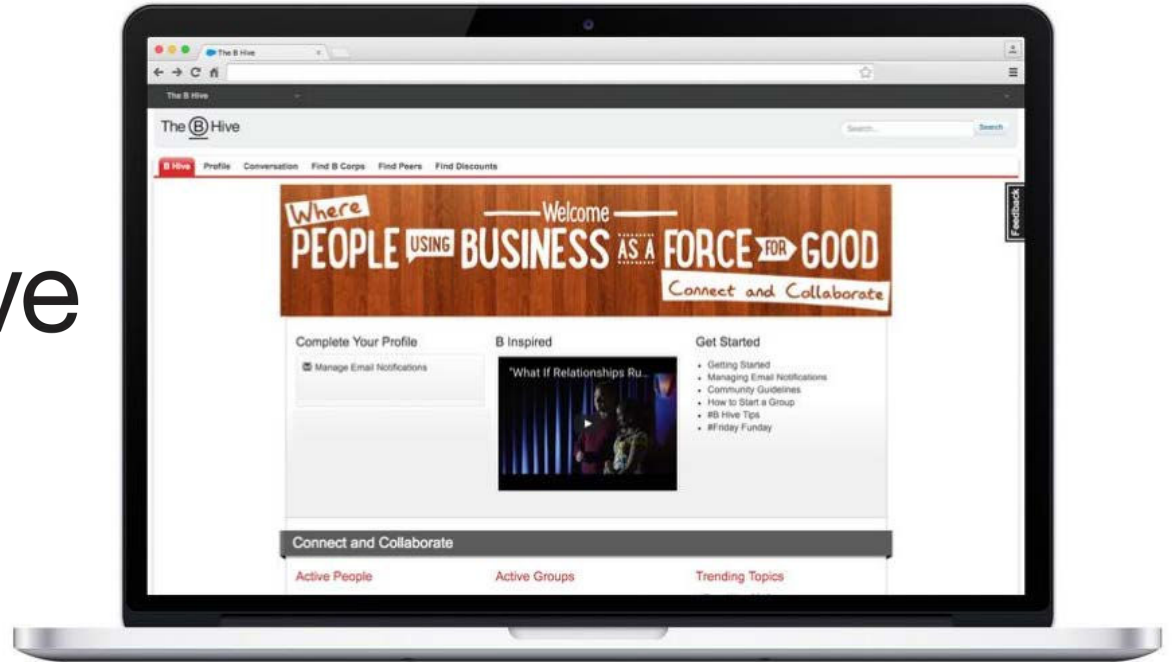 ve
The B Hive
The B Hive
The B Hive
Search...
Search
B Hive Profile Conversation Find B Corps Find Peers Find Discounts
Feedback
Where
Welcome
PEOPLE USING BUSINESS AS A FORCE FOR GOOD
Connect and Collaborate
Complete Your Profile
Manage Email Notifications
B Inspired
"What If Relationships Ru...
Get Started
• Getting Started
• Managing Email Notifications
• Community Guidelines
• How to Start a Group
• #B Hive Tips
• #Friday Funday
Connect and Collaborate
Active People
Active Groups
Trending Topics